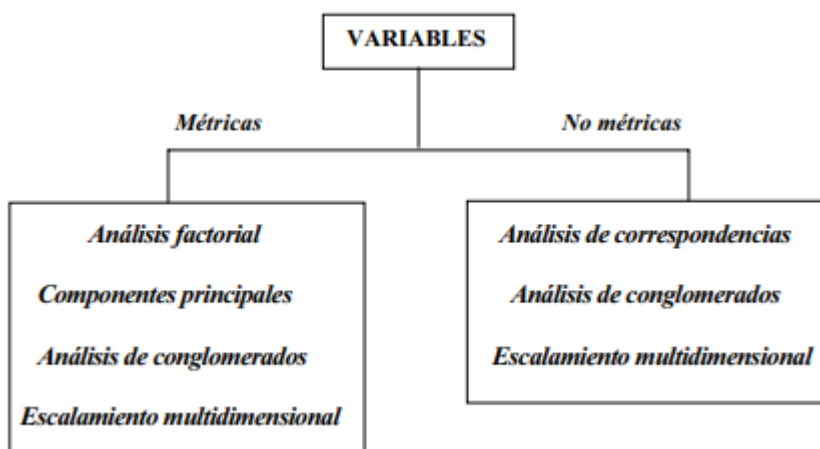 VARIABLES
Métricas
No métricas
Análisis factorial
Componentes principales
Análisis de conglomerados
Escalamiento multidimensional
Análisis de correspondencias
Análisis de conglomerados
Escalamiento multidimensional